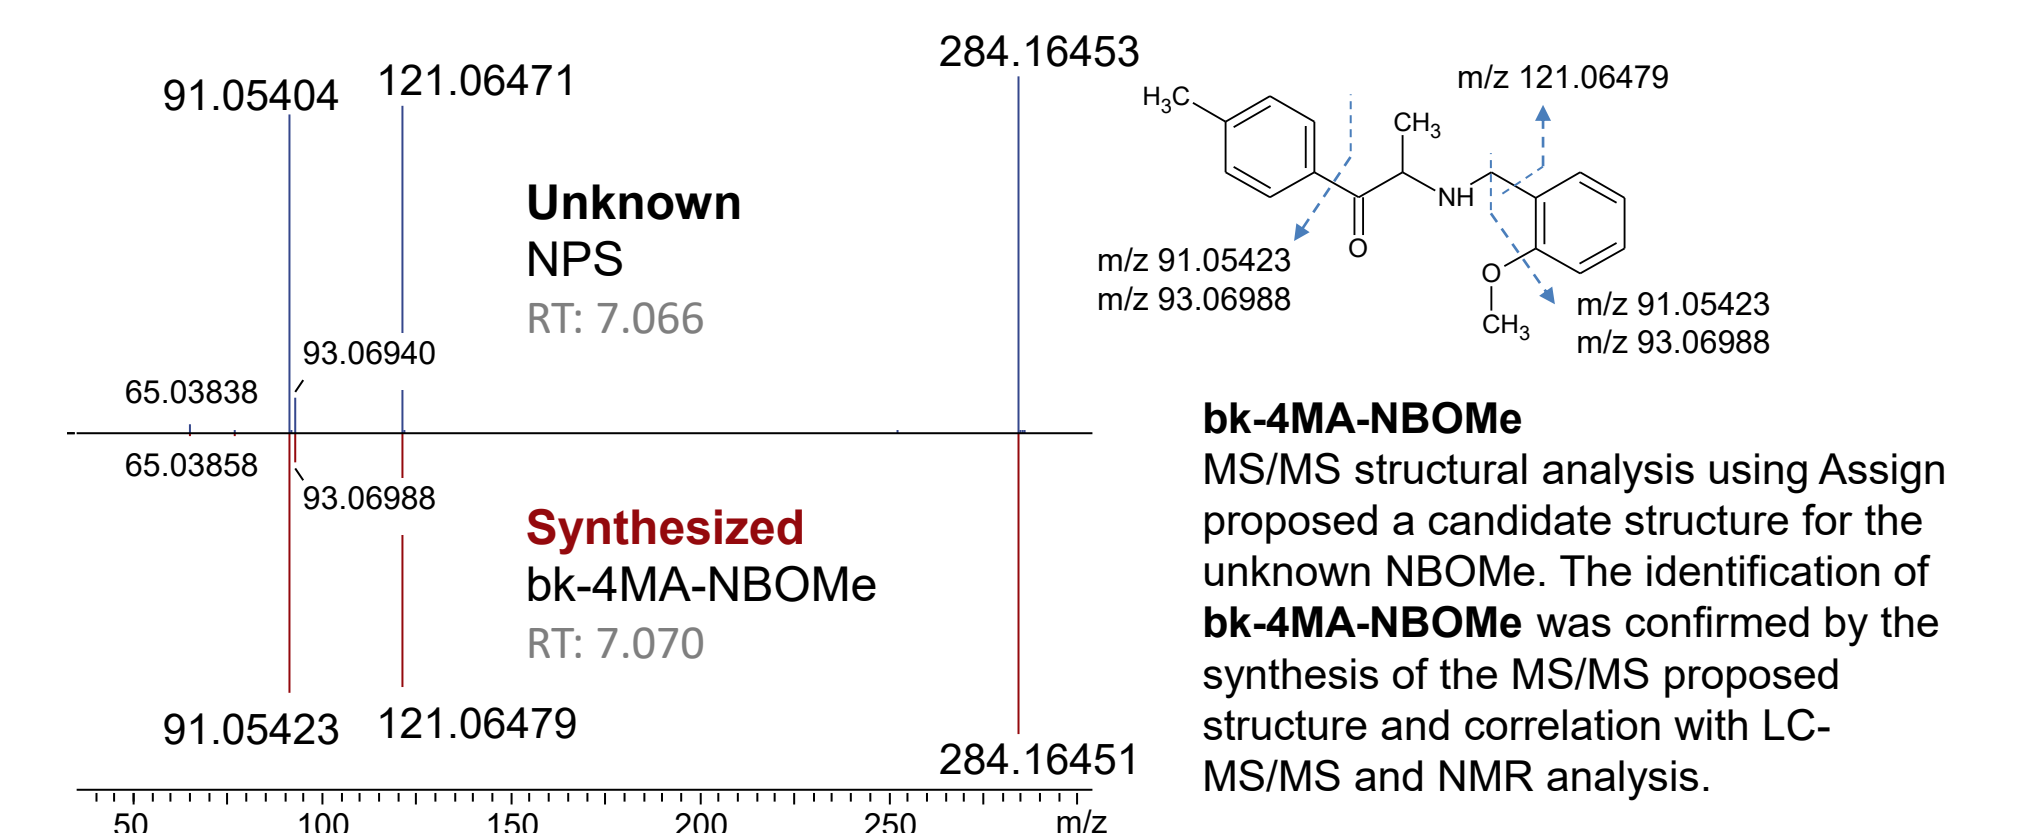 284.16453
91.05404
121.06471
Unknown
NPS
RT: 7.066
93.06940
65.03838
65.03858
93.06988
Synthesized
bk-4MA-NBOMe
RT: 7.070
91.05423
121.06479
284.16451
50
100
150
200
250
m/z
m/z 121.06479
H3C
CH3
NH
O
m/z 91.05423
m/z 93.06988
O
CH3
m/z 91.05423
m/z 93.06988
bk-4MA-NBOMe
MS/MS structural analysis using Assign
proposed a candidate structure for the
unknown NBOMe. The identification of
bk-4MA-NBOMe was confirmed by the
synthesis of the MS/MS proposed
structure and correlation with LC-
MS/MS and NMR analysis.